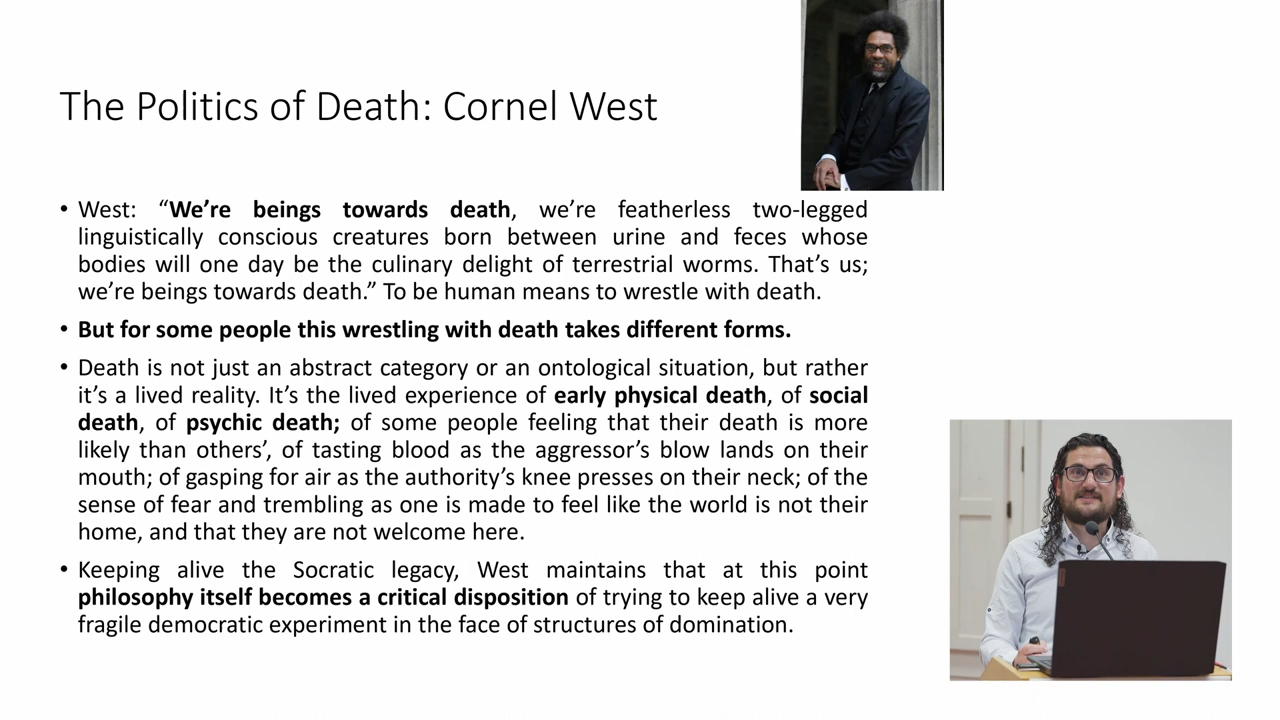 The Politics of Death: Cornel West
• West: “We’re beings towards death, we’re featherless two-legged
linguistically conscious creatures born between urine and feces whose
bodies will one day be the culinary delight of terrestrial worms. That’s us;
we’re beings towards death.” To be human means to wrestle with death.
• But for some people this wrestling with death takes different forms.
• Death is not just an abstract category or an ontological situation, but rather
it’s a lived reality. It’s the lived experience of early physical death, of social
death, of psychic death; of some people feeling that their death is more
likely than others’, of tasting blood as the aggressor’s blow lands on their
mouth; of gasping for air as the authority’s knee presses on their neck; of the
sense of fear and trembling as one is made to feel like the world is not their
home, and that they are not welcome here.
• Keeping alive the Socratic legacy, West maintains that at this point
philosophy itself becomes a critical disposition of trying to keep alive a very
fragile democratic experiment in the face of structures of domination.